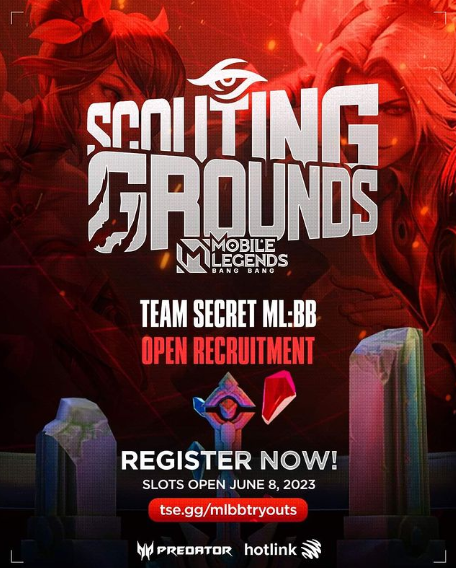 SCOUTING
GROUNDS
MOBILE
LEGENDS
BANG BANG
TEAM SECRET ML:BB
OPEN RECRUITMENT
REGISTER NOW!
SLOTS OPEN JUNE 8, 2023
tse.gg/mlbbtryouts
PREDATOR hotlink